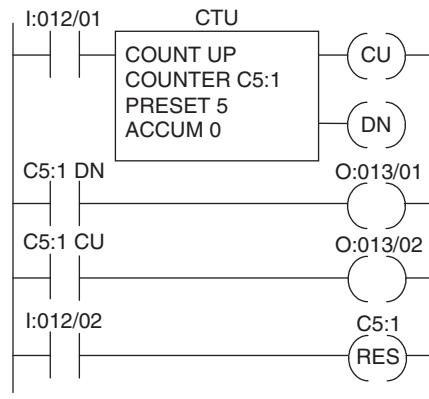 I:012/01
CTU
COUNT UP
COUNTER C5:1
PRESET 5
ACCUM 0
CU
DN
C5:1 DN
O:013/01
C5:1 CU
O:013/02
I:012/02
C5:1
RES